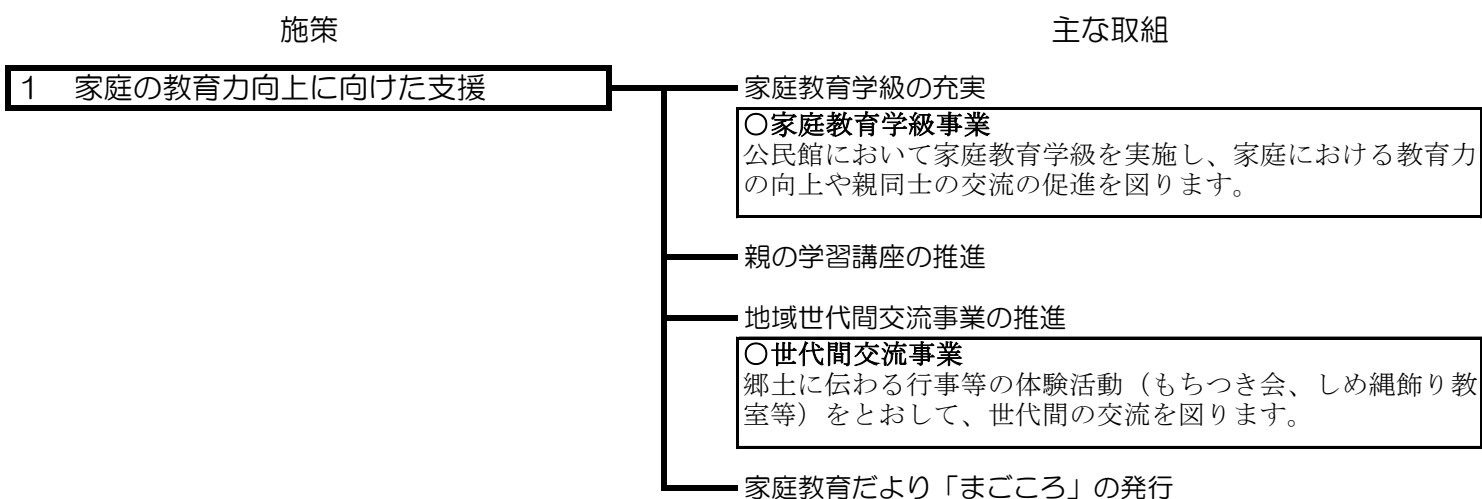 施策
主な取組
1 家庭の教育力向上に向けた支援
家庭教育学級の充実
○家庭教育学級事業
公民館において家庭教育学級を実施し、家庭における教育力
の向上や親同士の交流の促進を図ります。
親の学習講座の推進
地域世代間交流事業の推進
○世代間交流事業
郷土に伝わる行事等の体験活動（もちつき会、しめ縄飾り教
室等）をとおして、世代間の交流を図ります。
家庭教育だより「まごころ」の発行